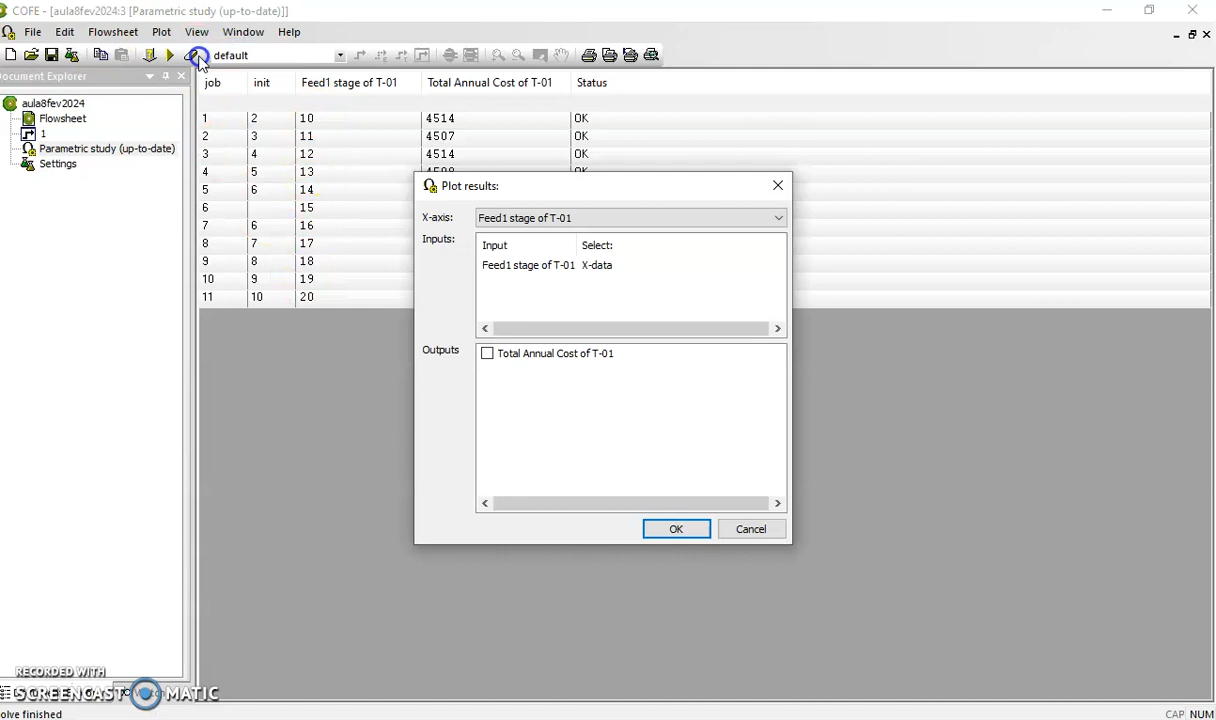 COFE - [aula8fev2024:3 [Parametric study (up-to-date)]]
File Edit Flowsheet Plot View Window Help
default
Document Explorer
aula8fev2024
Flowsheet
1
Parametric study (up-to-date)
Settings
job init Feed1 stage of T-01 Total Annual Cost of T-01 Status
1 2 10 4514 OK
2 3 11 4507 OK
3 4 12 4514 OK
4 5 13 4508 OK
5 6 14
6 15
7 6 16
8 7 17
9 8 18
10 9 19
11 10 20
Plot results:
X-axis: Feed1 stage of T-01
Inputs:
Input Select:
Feed1 stage of T-01 X-data
Outputs
Total Annual Cost of T-01
OK Cancel
RECORDED WITH
SCREENCAST MATIC
olve finished
CAP NUM